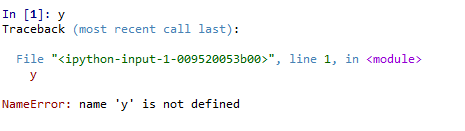 In [1]: y
Traceback (most recent call last):
File "<ipython-input-1-009520053b00>", line 1, in <module>
y
NameError: name 'y' is not defined